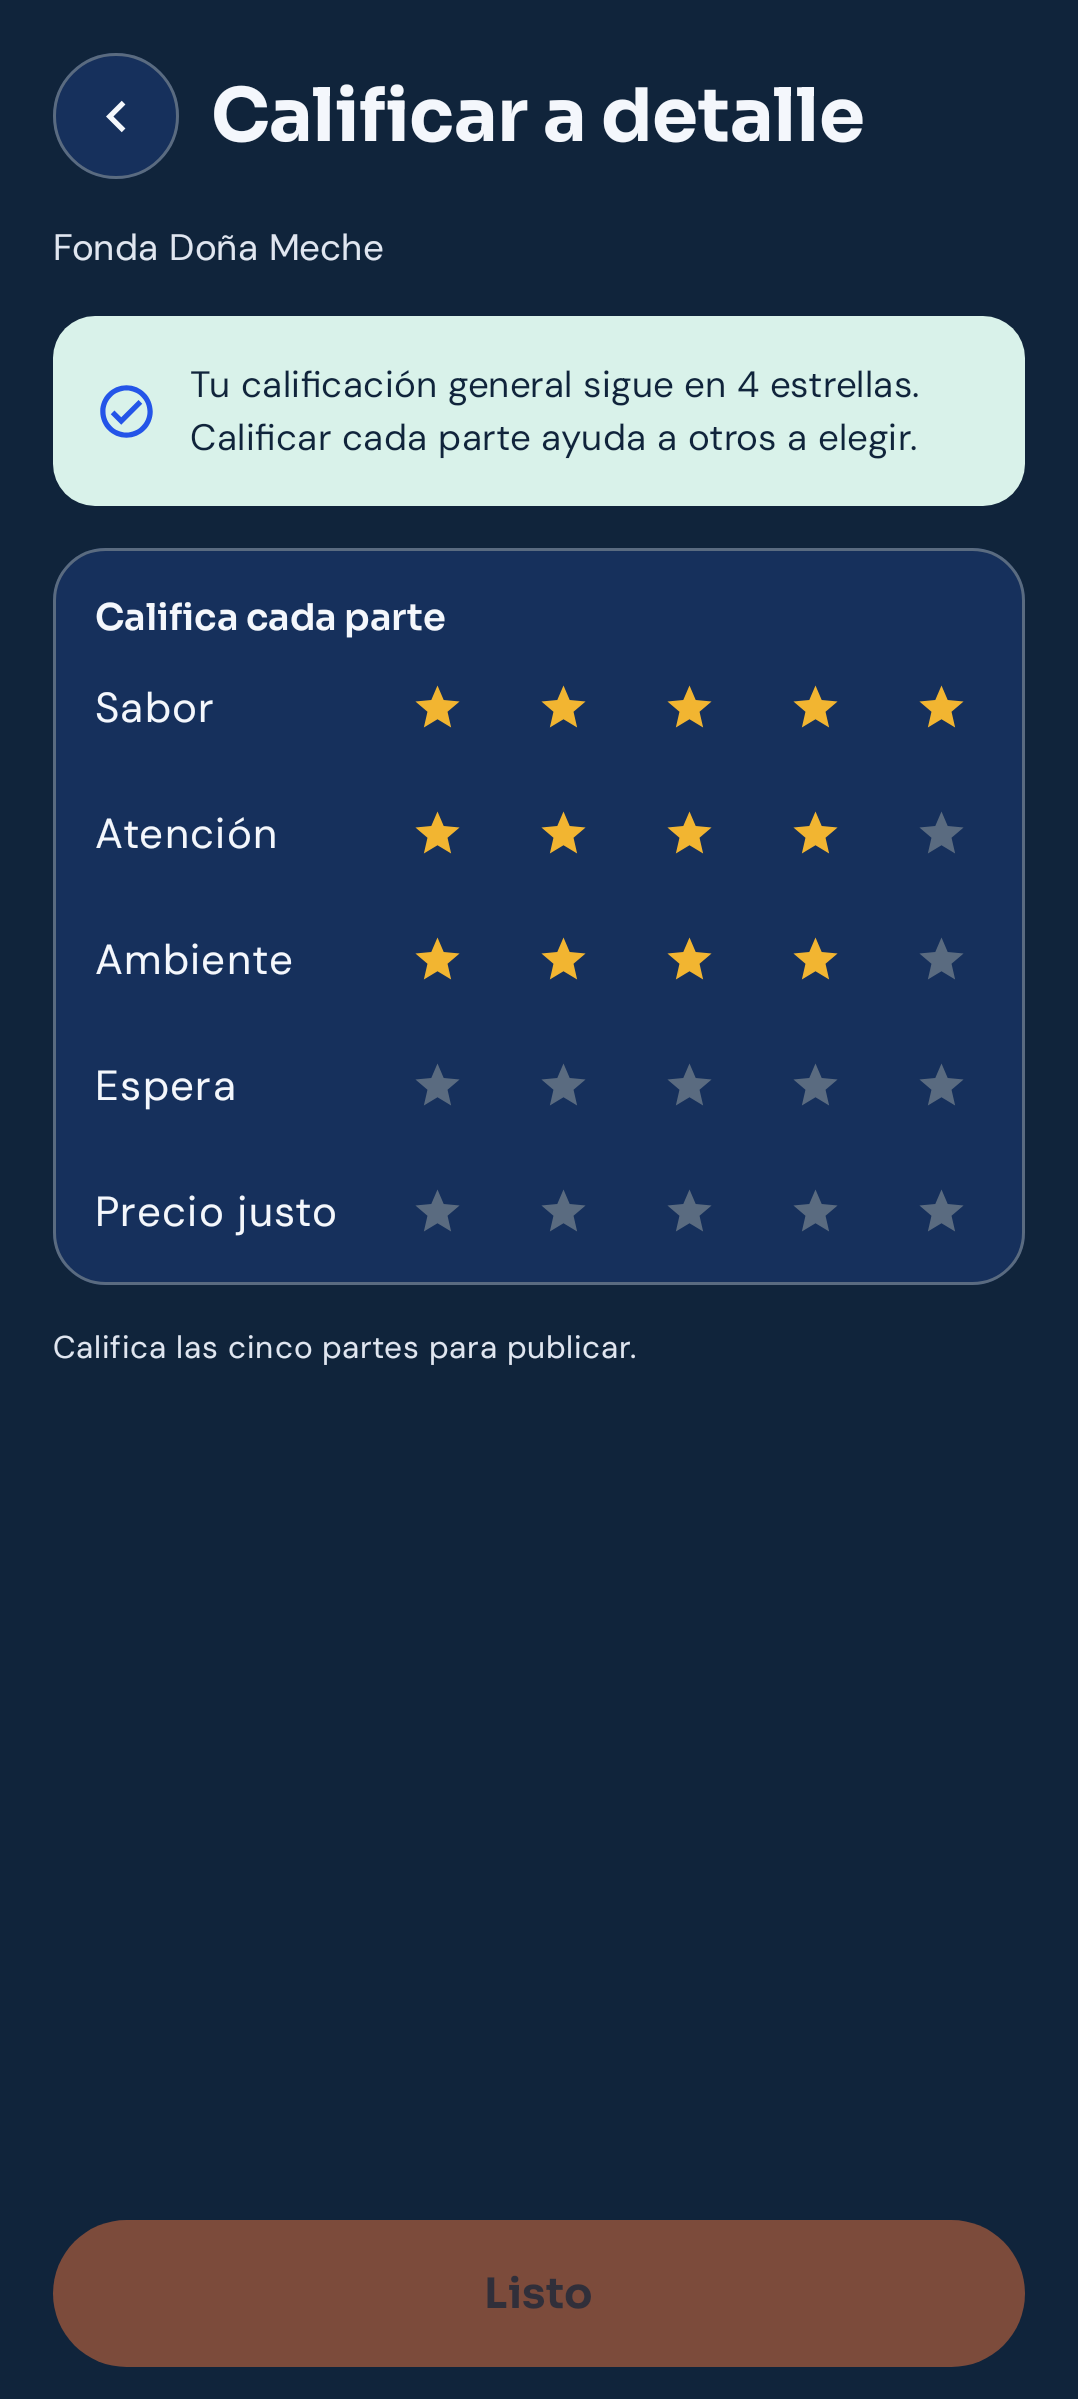 Calificar a detalle
Fonda Doña Meche
Tu calificación general sigue en 4 estrellas.
Calificar cada parte ayuda a otros a elegir.
Califica cada parte
Sabor
Atención
Ambiente
Espera
Precio justo
Califica las cinco partes para publicar.
Listo